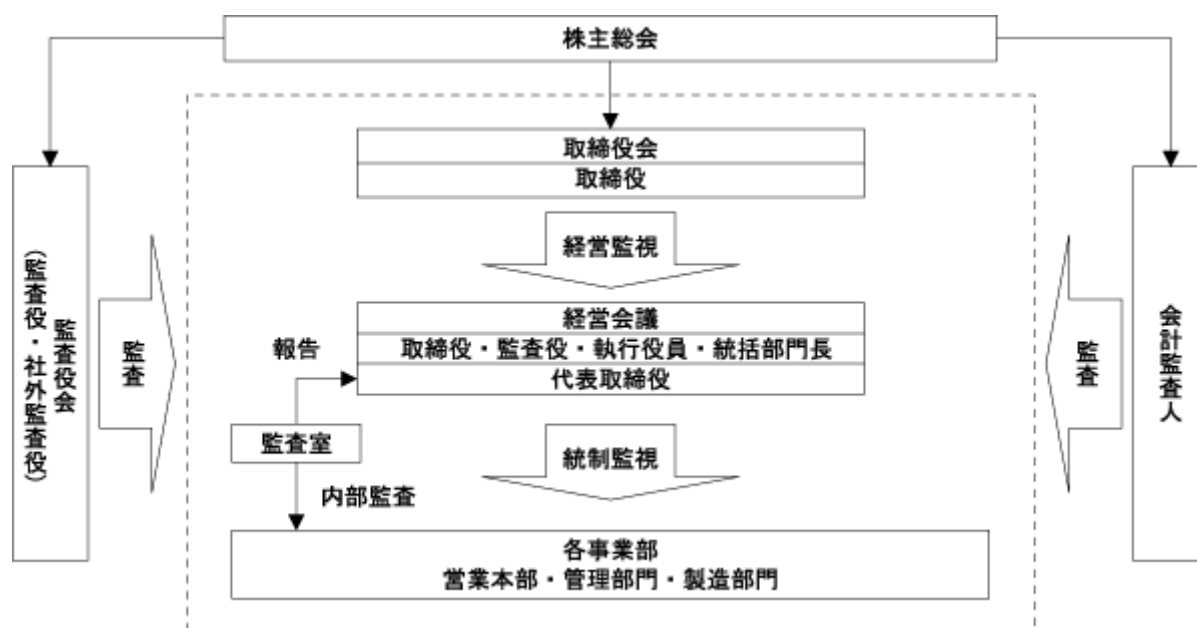 株主総会
取締役会
取締役
経営監視
経営会議
取締役・監査役・執行役員・統括部門長
代表取締役
報告
監査室
内部監査
統制監視
各事業部
営業本部・管理部門・製造部門
監査役会
（監査役・社外監査役）
監査
監査
会計監査人